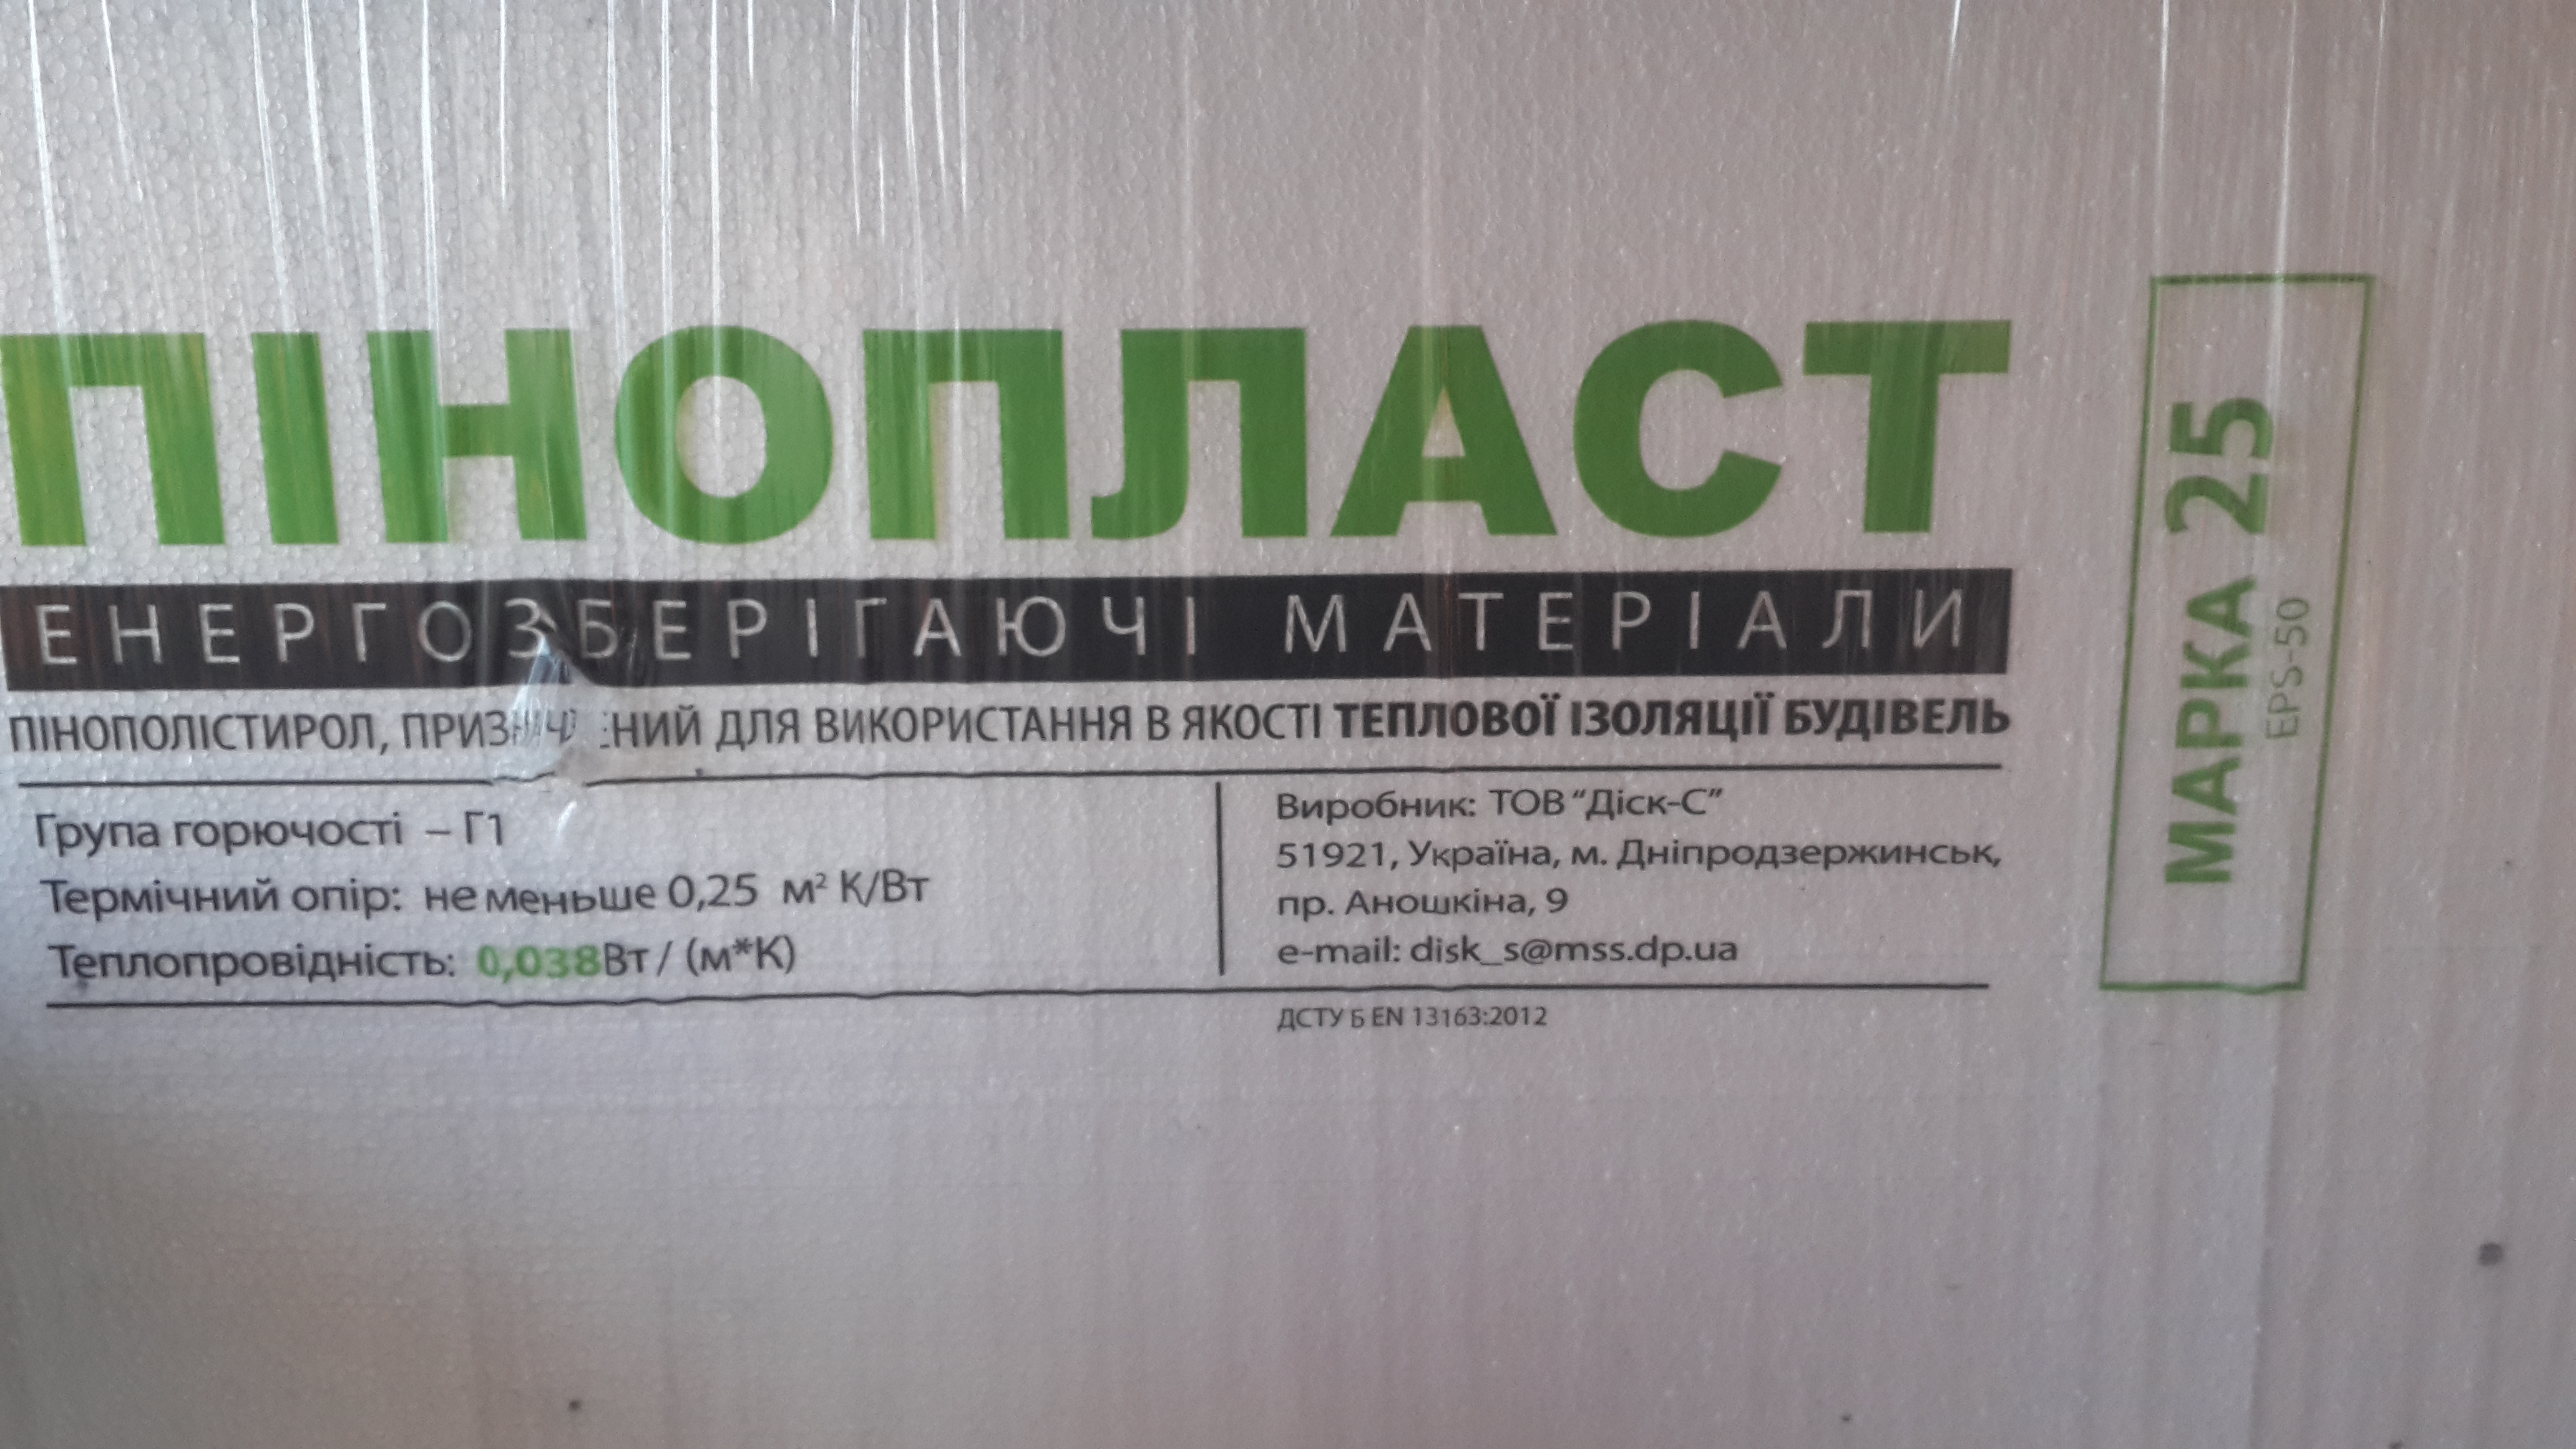 ПІНОПЛАСТ
ЕНЕРГОЗБЕРІГАЮЧІ МАТЕРІАЛИ
ПІНОПОЛІСТИРОЛ, ПРИЗНАЧЕНИЙ ДЛЯ ВИКОРИСТАННЯ В ЯКОСТІ ТЕПЛОВОЇ ІЗОЛЯЦІЇ БУДІВЕЛЬ
Група горючості – Г1
Термічний опір: не меньше 0,25 м² К/Вт
Теплопровідність: 0,038Вт / (м*К)
Виробник: ТОВ "Діск-С"
51921, Україна, м. Дніпродзержинськ,
пр. Аношкіна, 9
e-mail: disk_s@mss.dp.ua
ДСТУ Б EN 13163:2012
МАРКА 25
EPS-50